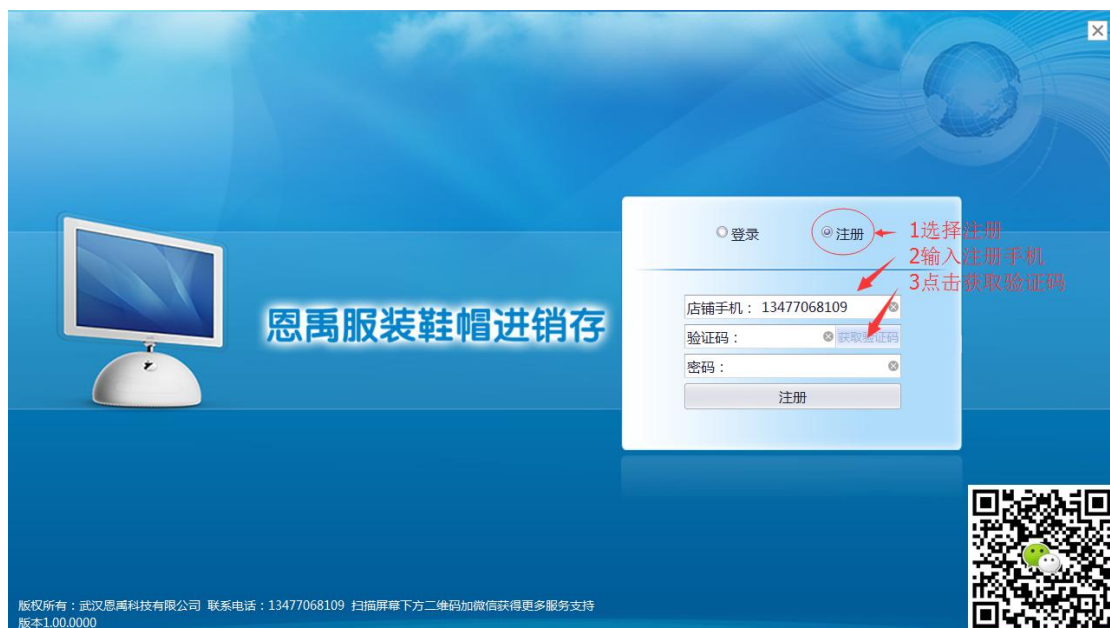 登录
注册
1选择注册
2输入注册手机
3点击获取验证码
店铺手机：13477068109
验证码：
获取验证码
密码：
注册
恩禹服装鞋帽进销存
版权所有：武汉恩禹科技有限公司 联系电话：13477068109 扫描屏幕下方二维码加微信获得更多服务支持
版本1.00.0000